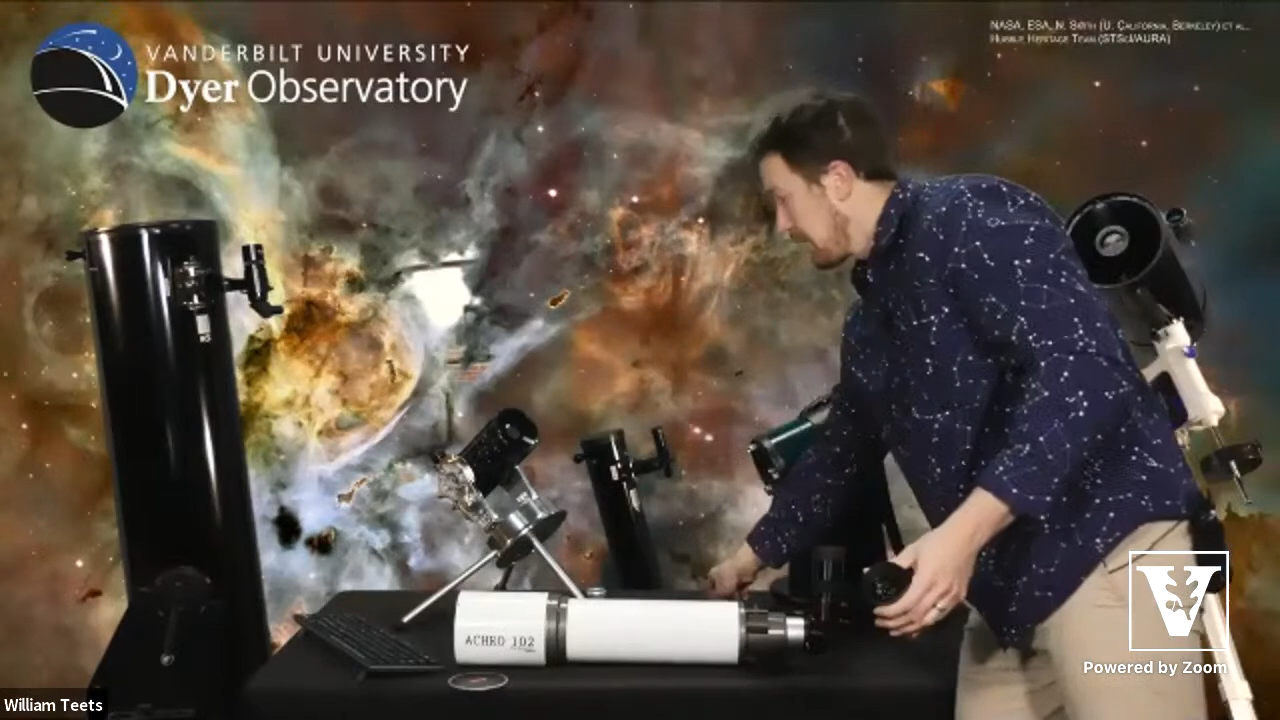 NASA, ESA, N. Smith (U. California, Berkeley) et al.,
Hubble Heritage Team (STScI/AURA)
VANDERBILT UNIVERSITY
Dyer Observatory
ACHRO 102
V
Powered by Zoom
William Teets